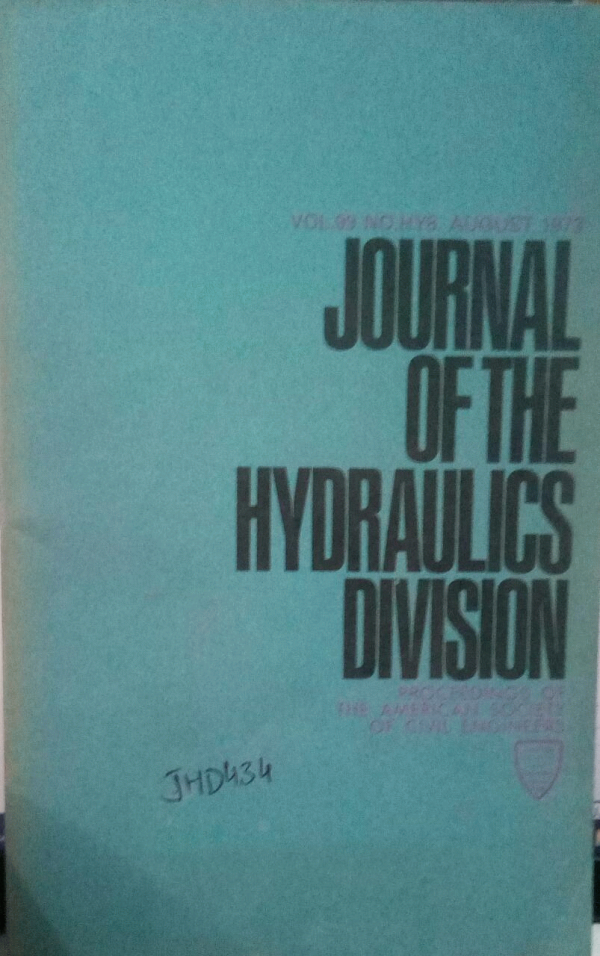 VOL.99 NO.HY8 AUGUST 1973
JOURNAL
OF THE
HYDRAULICS
DIVISION
PROCEEDINGS OF
THE AMERICAN SOCIETY
OF CIVIL ENGINEERS
JHD434